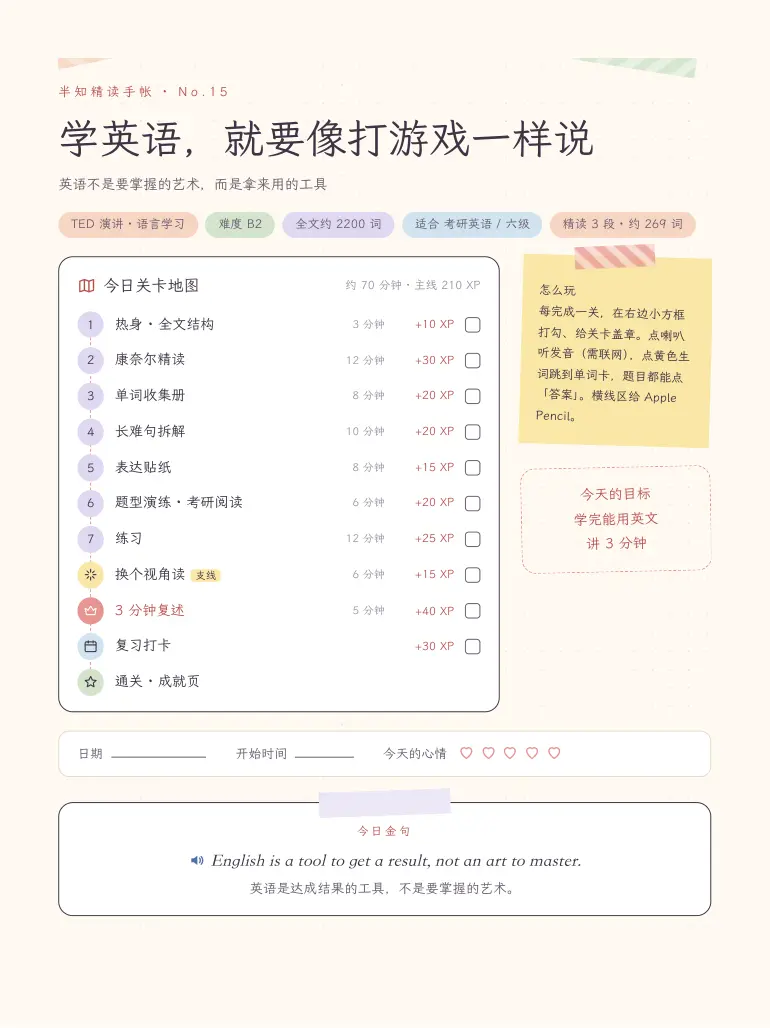 半知精读手帐 · No.15
学英语，就要像打游戏一样说
英语不是要掌握的艺术，而是拿来用的工具
TED 演讲 · 语言学习 难度 B2 全文约 2200 词 适合 考研英语 / 六级 精读 3 段 · 约 269 词
今日关卡地图 约 70 分钟 · 主线 210 XP
1 热身 · 全文结构 3 分钟 +10 XP
2 康奈尔精读 12 分钟 +30 XP
3 单词收集册 8 分钟 +20 XP
4 长难句拆解 10 分钟 +20 XP
5 表达贴纸 8 分钟 +15 XP
6 题型演练 · 考研阅读 6 分钟 +20 XP
7 练习 12 分钟 +25 XP
换个视角读 支线 6 分钟 +15 XP
3 分钟复述 5 分钟 +40 XP
复习打卡 +30 XP
通关 · 成就页
怎么玩
每完成一关，在右边小方框
打勾、给关卡盖章。点喇叭
听发音（需联网），点黄色生
词跳到单词卡，题目都能点
「答案」。横线区给 Apple
Pencil。
今天的目标
学完能用英文
讲 3 分钟
日期 开始时间 今天的心情
今日金句
English is a tool to get a result, not an art to master.
英语是达成结果的工具，不是要掌握的艺术。